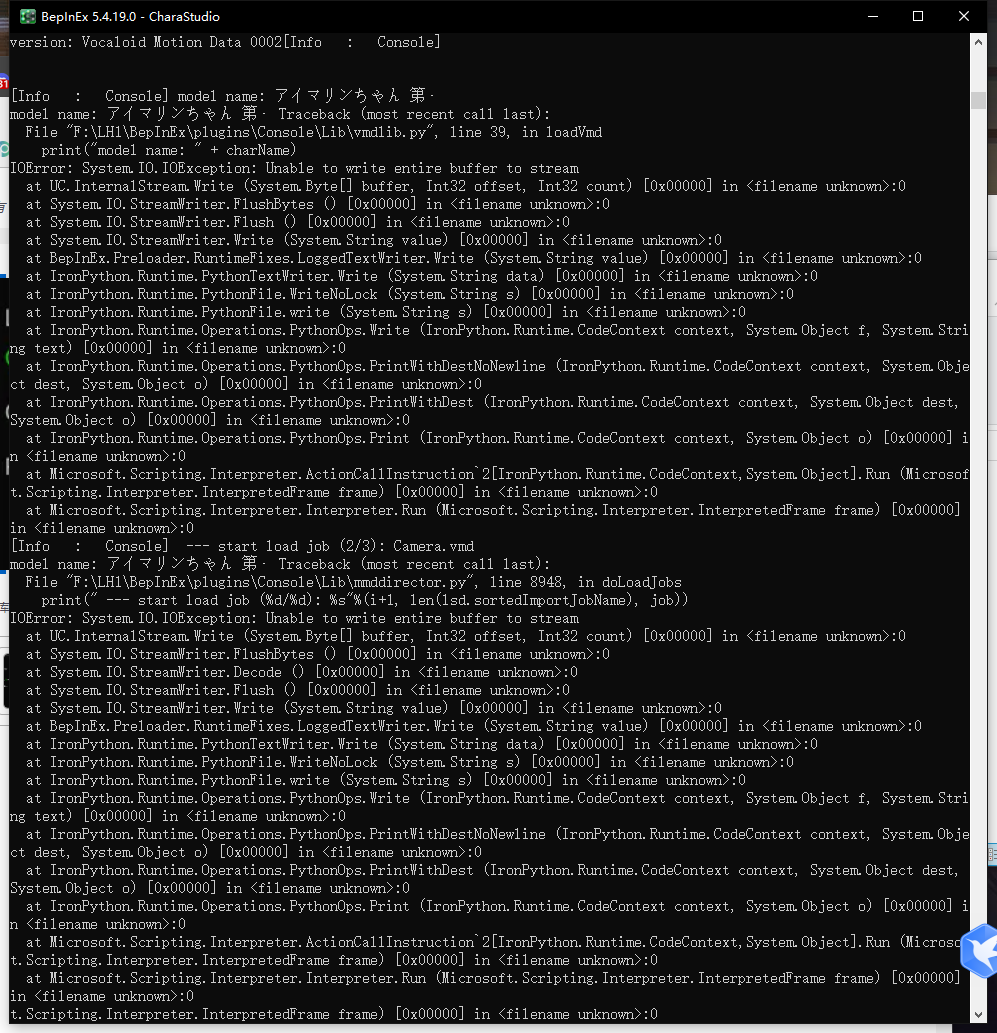 BepInEx 5.4.19.0 - CharaStudio
version: Vocaloid Motion Data 0002[Info   :   Console]
[Info   :   Console] model name: アイマリンちゃん 第·
model name: アイマリンちゃん 第· Traceback (most recent call last):
  File "F:\LH1\BepInEx\plugins\Console\Lib\vmdlib.py", line 39, in loadVmd
    print("model name: " + charName)
IOError: System.IO.IOException: Unable to write entire buffer to stream
  at UC.InternalStream.Write (System.Byte[] buffer, Int32 offset, Int32 count) [0x00000] in <filename unknown>:0
  at System.IO.StreamWriter.FlushBytes () [0x00000] in <filename unknown>:0
  at System.IO.StreamWriter.Flush () [0x00000] in <filename unknown>:0
  at System.IO.StreamWriter.Write (System.String value) [0x00000] in <filename unknown>:0
  at BepInEx.Preloader.RuntimeFixes.LoggedTextWriter.Write (System.String value) [0x00000] in <filename unknown>:0
  at IronPython.Runtime.PythonTextWriter.Write (System.String data) [0x00000] in <filename unknown>:0
  at IronPython.Runtime.PythonFile.WriteNoLock (System.String s) [0x00000] in <filename unknown>:0
  at IronPython.Runtime.PythonFile.write (System.String s) [0x00000] in <filename unknown>:0
  at IronPython.Runtime.Operations.PythonOps.Write (IronPython.Runtime.CodeContext context, System.Object f, System.Stri
ng text) [0x00000] in <filename unknown>:0
  at IronPython.Runtime.Operations.PythonOps.PrintWithDestNoNewline (IronPython.Runtime.CodeContext context, System.Obje
ct dest, System.Object o) [0x00000] in <filename unknown>:0
  at IronPython.Runtime.Operations.PythonOps.PrintWithDest (IronPython.Runtime.CodeContext context, System.Object dest,
System.Object o) [0x00000] in <filename unknown>:0
  at IronPython.Runtime.Operations.PythonOps.Print (IronPython.Runtime.CodeContext context, System.Object o) [0x00000] i
n <filename unknown>:0
  at Microsoft.Scripting.Interpreter.ActionCallInstruction`2[IronPython.Runtime.CodeContext,System.Object].Run (Microsof
t.Scripting.Interpreter.InterpretedFrame frame) [0x00000] in <filename unknown>:0
  at Microsoft.Scripting.Interpreter.Interpreter.Run (Microsoft.Scripting.Interpreter.InterpretedFrame frame) [0x00000]
in <filename unknown>:0
[Info   :   Console]  --- start load job (2/3): Camera.vmd
model name: アイマリンちゃん 第· Traceback (most recent call last):
  File "F:\LH1\BepInEx\plugins\Console\Lib\mmddirector.py", line 8948, in doLoadJobs
    print(" --- start load job (%d/%d): %s"%(i+1, len(lsd.sortedImportJobName), job))
IOError: System.IO.IOException: Unable to write entire buffer to stream
  at UC.InternalStream.Write (System.Byte[] buffer, Int32 offset, Int32 count) [0x00000] in <filename unknown>:0
  at System.IO.StreamWriter.FlushBytes () [0x00000] in <filename unknown>:0
  at System.IO.StreamWriter.Decode () [0x00000] in <filename unknown>:0
  at System.IO.StreamWriter.Flush () [0x00000] in <filename unknown>:0
  at System.IO.StreamWriter.Write (System.String value) [0x00000] in <filename unknown>:0
  at BepInEx.Preloader.RuntimeFixes.LoggedTextWriter.Write (System.String value) [0x00000] in <filename unknown>:0
  at IronPython.Runtime.PythonTextWriter.Write (System.String data) [0x00000] in <filename unknown>:0
  at IronPython.Runtime.PythonFile.WriteNoLock (System.String s) [0x00000] in <filename unknown>:0
  at IronPython.Runtime.PythonFile.write (System.String s) [0x00000] in <filename unknown>:0
  at IronPython.Runtime.Operations.PythonOps.Write (IronPython.Runtime.CodeContext context, System.Object f, System.Stri
ng text) [0x00000] in <filename unknown>:0
  at IronPython.Runtime.Operations.PythonOps.PrintWithDestNoNewline (IronPython.Runtime.CodeContext context, System.Obje
ct dest, System.Object o) [0x00000] in <filename unknown>:0
  at IronPython.Runtime.Operations.PythonOps.PrintWithDest (IronPython.Runtime.CodeContext context, System.Object dest,
System.Object o) [0x00000] in <filename unknown>:0
  at IronPython.Runtime.Operations.PythonOps.Print (IronPython.Runtime.CodeContext context, System.Object o) [0x00000] i
n <filename unknown>:0
  at Microsoft.Scripting.Interpreter.ActionCallInstruction`2[IronPython.Runtime.CodeContext,System.Object].Run (Microso
t.Scripting.Interpreter.InterpretedFrame frame) [0x00000] in <filename unknown>:0
  at Microsoft.Scripting.Interpreter.Interpreter.Run (Microsoft.Scripting.Interpreter.InterpretedFrame frame) [0x00000]
in <filename unknown>:0
t.Scripting.Interpreter.InterpretedFrame frame) [0x00000] in <filename unknown>:0